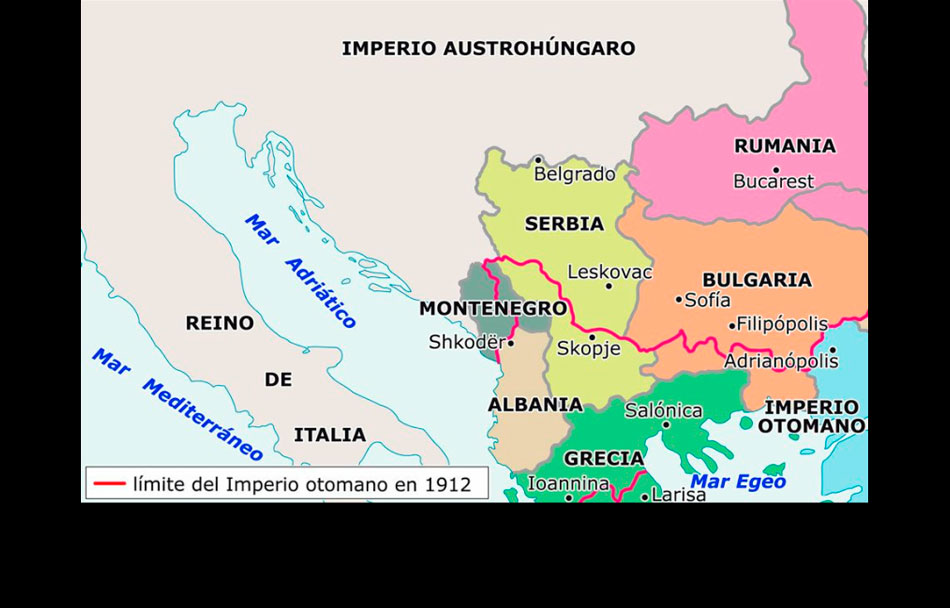 IMPERIO AUSTROHÚNGARO
RUMANIA
Bucarest
Belgrado
SERBIA
Mar Adriático
Leskovac
BULGARIA
Sofía
MONTENEGRO
REINO
Filipópolis
Shkodër
Skopje
Adrianópolis
Mar Mediterráneo
DE
ALBANIA
Salónica
IMPERIO
OTOMANO
ITALIA
GRECIA
Mar Egeo
límite del Imperio otomano en 1912
Ioannina
Larisa